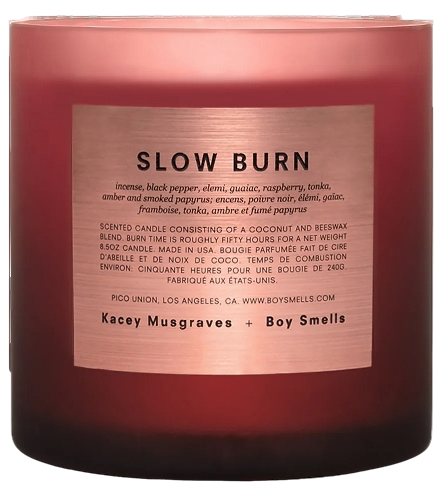 SLOW BURN
incense, black pepper, elemi, guaiac, raspberry, tonka,
amber and smoked papyrus; encens, poivre noir, élémi, gaïac,
framboise, tonka, ambre et fumé papyrus
SCENTED CANDLE CONSISTING OF A COCONUT AND BEESWAX
BLEND. BURN TIME IS ROUGHLY FIFTY HOURS FOR A NET WEIGHT
8.5OZ CANDLE. MADE IN USA. BOUGIE PARFUMÉE FAIT DE CIRE
D'ABEILLE ET DE NOIX DE COCO. TEMPS DE COMBUSTION
ENVIRON: CINQUANTE HEURES POUR UNE BOUGIE DE 240G.
FABRIQUÉ AUX ÉTATS-UNIS.
PICO UNION, LOS ANGELES, CA. WWW.BOYSMELLS.COM
Kacey Musgraves + Boy Smells